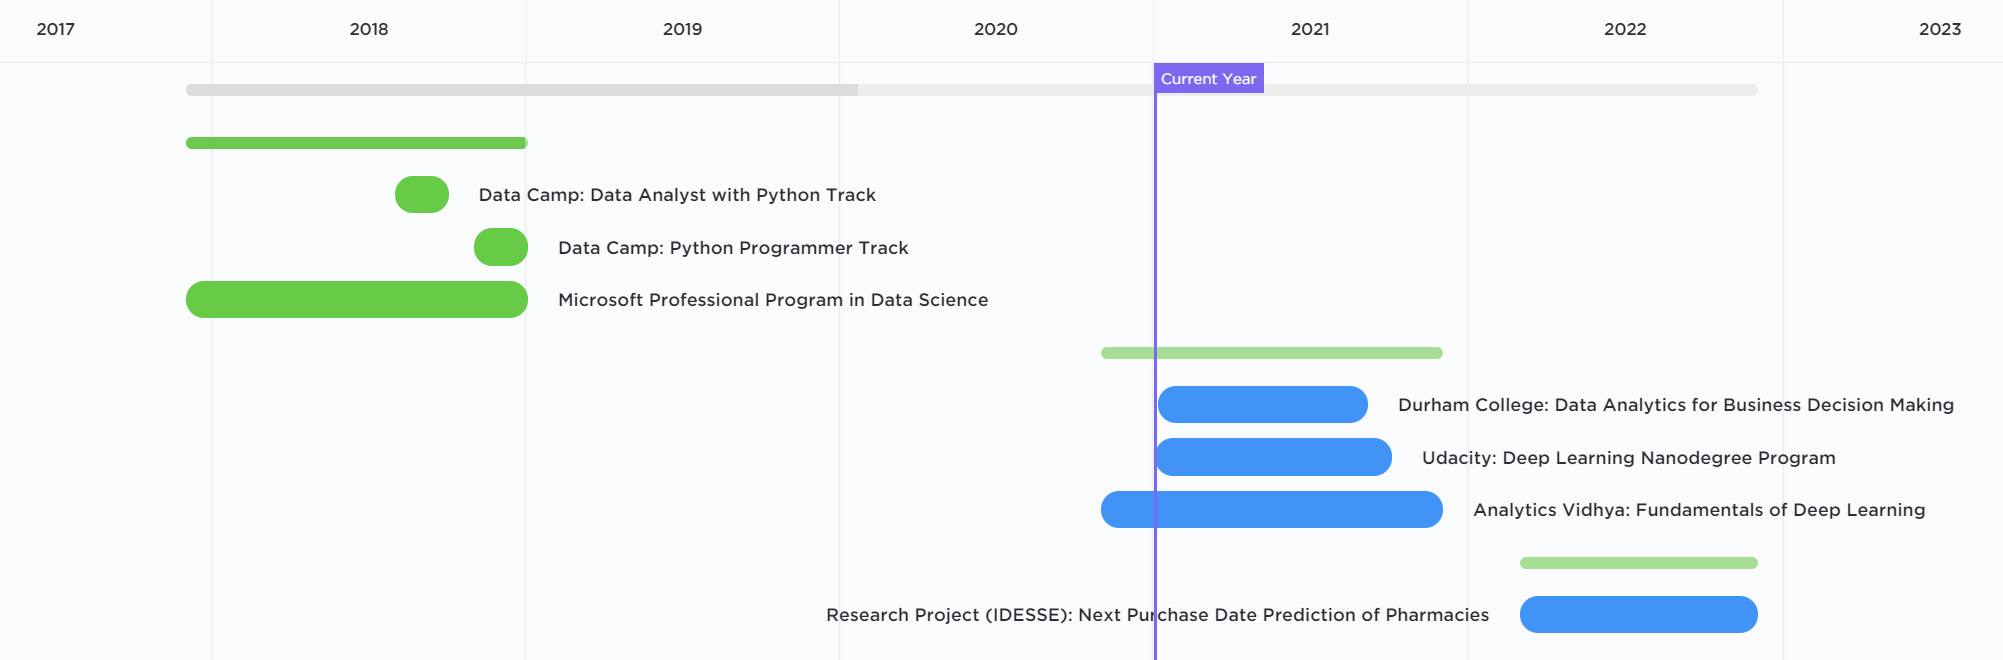 2017 2018 2019 2020 2021 2022 2023
Current Year
Data Camp: Data Analyst with Python Track
Data Camp: Python Programmer Track
Microsoft Professional Program in Data Science
Durham College: Data Analytics for Business Decision Making
Udacity: Deep Learning Nanodegree Program
Analytics Vidhya: Fundamentals of Deep Learning
Research Project (IDESSE): Next Purchase Date Prediction of Pharmacies